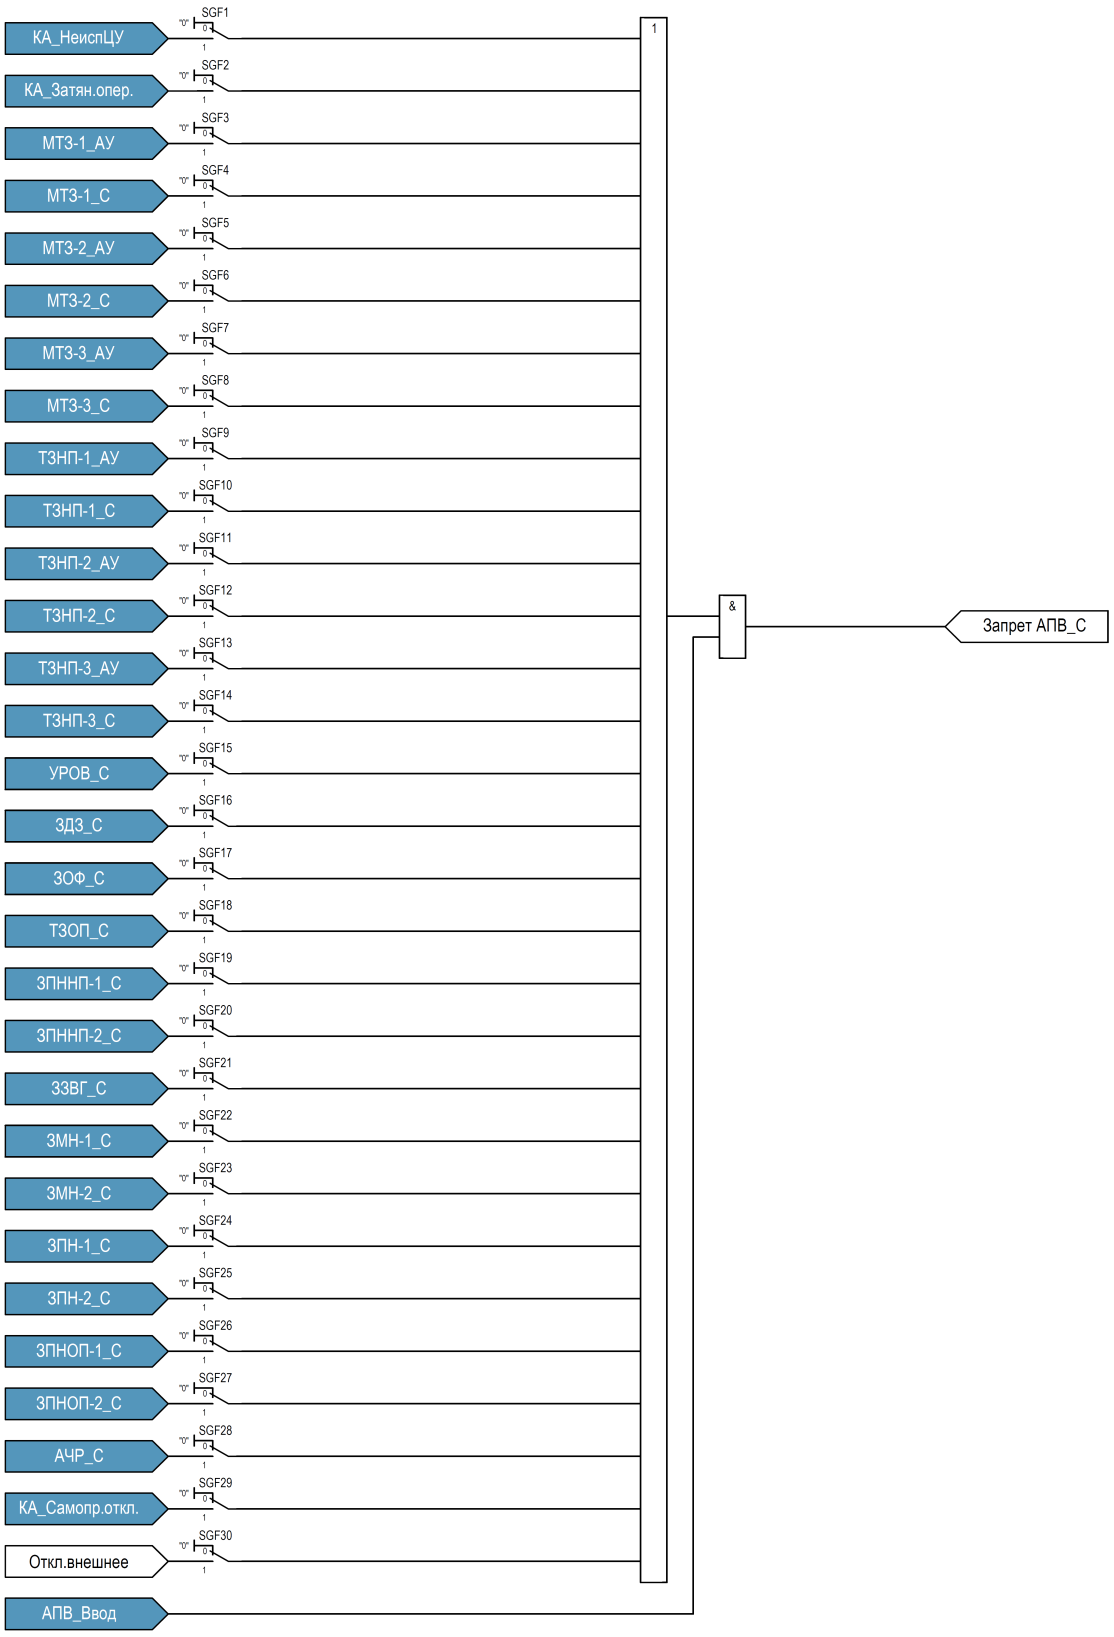 SGF1
"0" 0
КА_НеиспЦУ 1
1
SGF2
"0" 0
КА_Затян.опер.
1
SGF3
"0" 0
МТЗ-1_АУ
1
SGF4
"0" 0
МТЗ-1_С
1
SGF5
"0" 0
МТЗ-2_АУ
1
SGF6
"0" 0
МТЗ-2_С
1
SGF7
"0" 0
МТЗ-3_АУ
1
SGF8
"0" 0
МТЗ-3_С
1
SGF9
"0" 0
ТЗНП-1_АУ
1
SGF10
"0" 0
ТЗНП-1_С
1
SGF11
"0" 0
ТЗНП-2_АУ
1
SGF12
"0" 0
&
ТЗНП-2_С
1
Запрет АПВ_С
SGF13
"0" 0
ТЗНП-3_АУ
1
SGF14
"0" 0
ТЗНП-3_С
1
SGF15
"0" 0
УРОВ_С
1
SGF16
"0" 0
ЗДЗ_С
1
SGF17
"0" 0
ЗОФ_С
1
SGF18
"0" 0
ТЗОП_С
1
SGF19
"0" 0
ЗПННП-1_С
1
SGF20
"0" 0
ЗПННП-2_С
1
SGF21
"0" 0
ЗЗВГ_С
1
SGF22
"0" 0
ЗМН-1_С
1
SGF23
"0" 0
ЗМН-2_С
1
SGF24
"0" 0
ЗПН-1_С
1
SGF25
"0" 0
ЗПН-2_С
1
SGF26
"0" 0
ЗПНОП-1_С
1
SGF27
"0" 0
ЗПНОП-2_С
1
SGF28
"0" 0
АЧР_С
1
SGF29
"0" 0
КА_Самопр.откл.
1
SGF30
"0" 0
Откл.внешнее
1
АПВ_Ввод